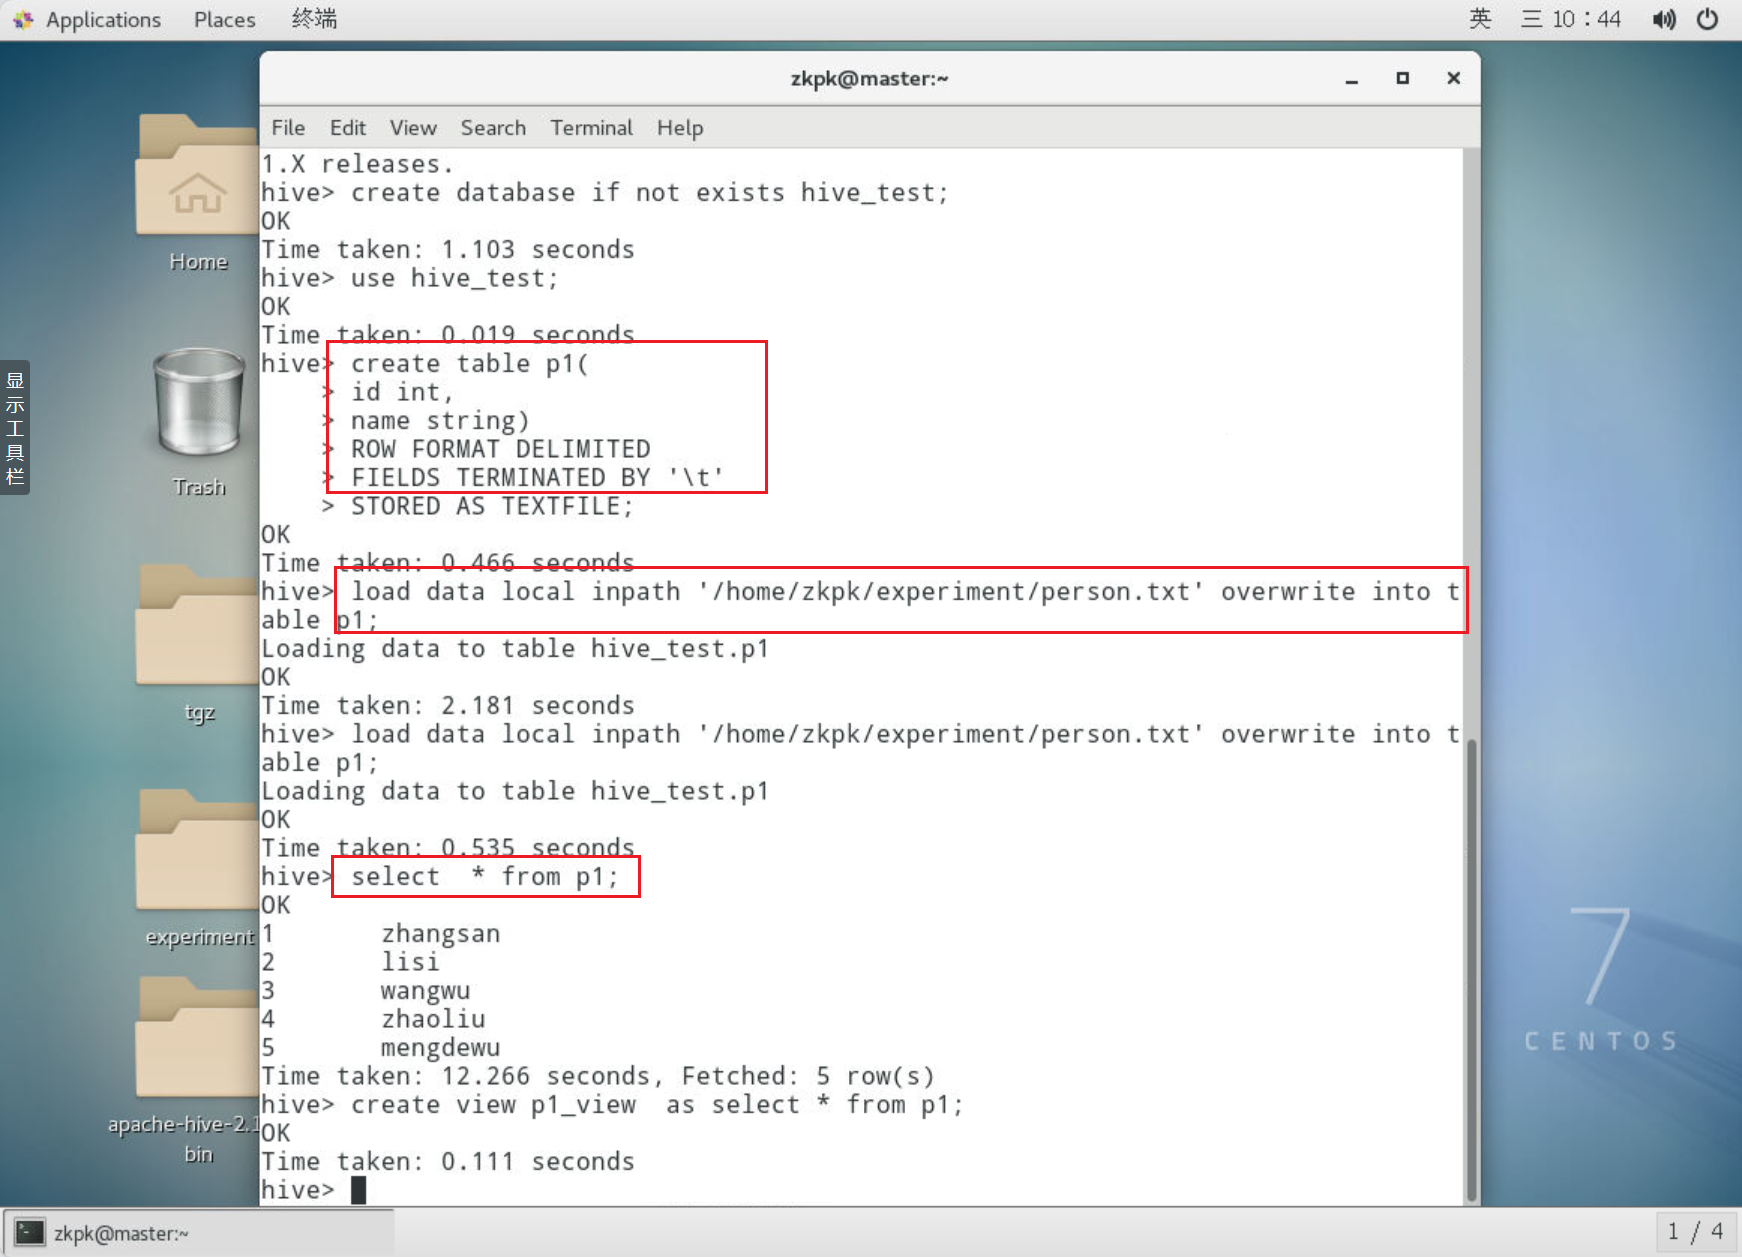 Applications Places 终端 英 三 10：44
zkpk@master:~
File Edit View Search Terminal Help
1.X releases.
hive> create database if not exists hive_test;
OK
Time taken: 1.103 seconds
hive> use hive_test;
OK
Time taken: 0.019 seconds
hive> create table p1(
> id int,
> name string)
> ROW FORMAT DELIMITED
> FIELDS TERMINATED BY '\t'
> STORED AS TEXTFILE;
OK
Time taken: 0.466 seconds
hive> load data local inpath '/home/zkpk/experiment/person.txt' overwrite into t
able p1;
Loading data to table hive_test.p1
OK
Time taken: 2.181 seconds
hive> load data local inpath '/home/zkpk/experiment/person.txt' overwrite into t
able p1;
Loading data to table hive_test.p1
OK
Time taken: 0.535 seconds
hive> select  * from p1;
OK
1 zhangsan
2 lisi
3 wangwu
4 zhaoliu
5 mengdewu
Time taken: 12.266 seconds, Fetched: 5 row(s)
hive> create view p1_view  as select * from p1;
OK
Time taken: 0.111 seconds
hive>
Home
Trash
tgz
experiment
apache-hive-2.1
bin
显示工具栏
7
CENTOS
zkpk@master:~
1 / 4